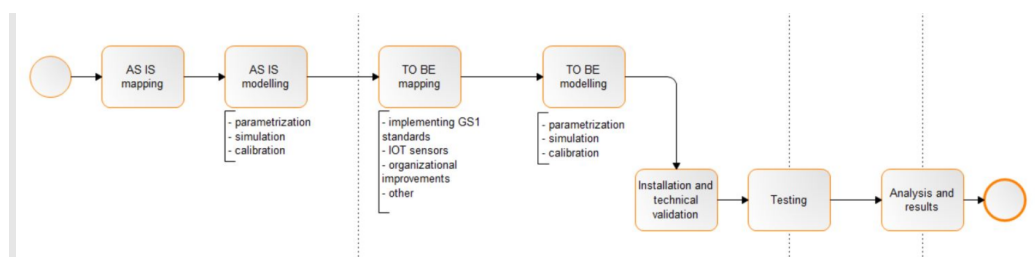 AS IS
mapping
AS IS
modelling
- parametrization
- simulation
- calibration
TO BE
mapping
- implementing GS1
standards
- IOT sensors
- organizational
improvements
- other
TO BE
modelling
- parametrization
- simulation
- calibration
Installation and
technical
validation
Testing
Analysis and
results